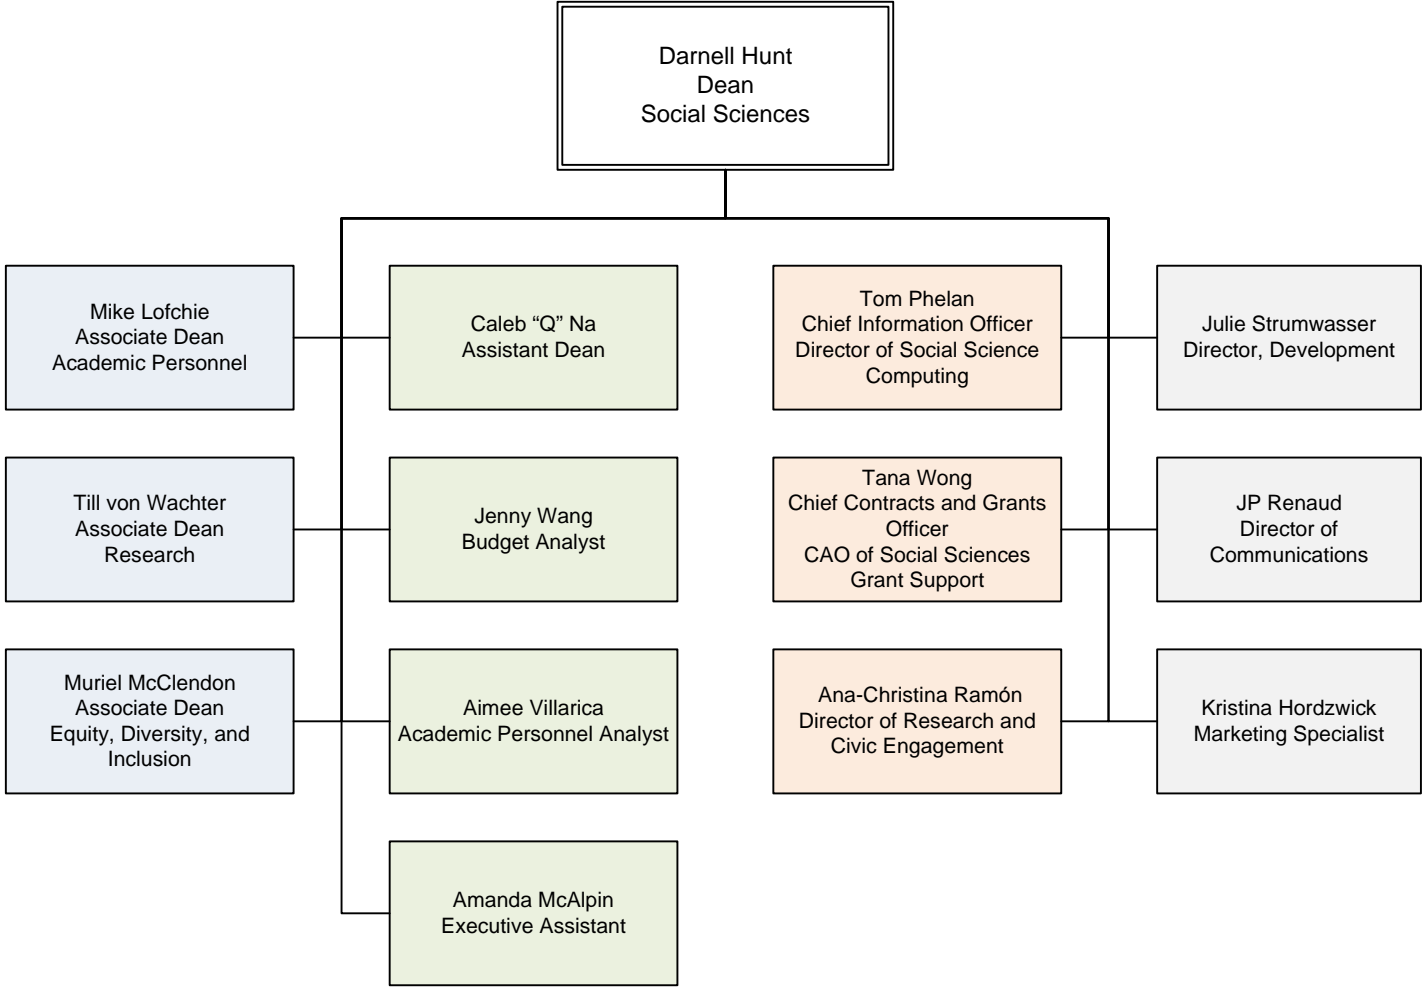 Darnell Hunt
Dean
Social Sciences
Mike Lofchie
Associate Dean
Academic Personnel
Caleb “Q” Na
Assistant Dean
Tom Phelan
Chief Information Officer
Director of Social Science
Computing
Julie Strumwasser
Director, Development
Till von Wachter
Associate Dean
Research
Jenny Wang
Budget Analyst
Tana Wong
Chief Contracts and Grants
Officer
CAO of Social Sciences
Grant Support
JP Renaud
Director of
Communications
Muriel McClendon
Associate Dean
Equity, Diversity, and
Inclusion
Aimee Villarica
Academic Personnel Analyst
Ana-Christina Ramón
Director of Research and
Civic Engagement
Kristina Hordzwick
Marketing Specialist
Amanda McAlpin
Executive Assistant